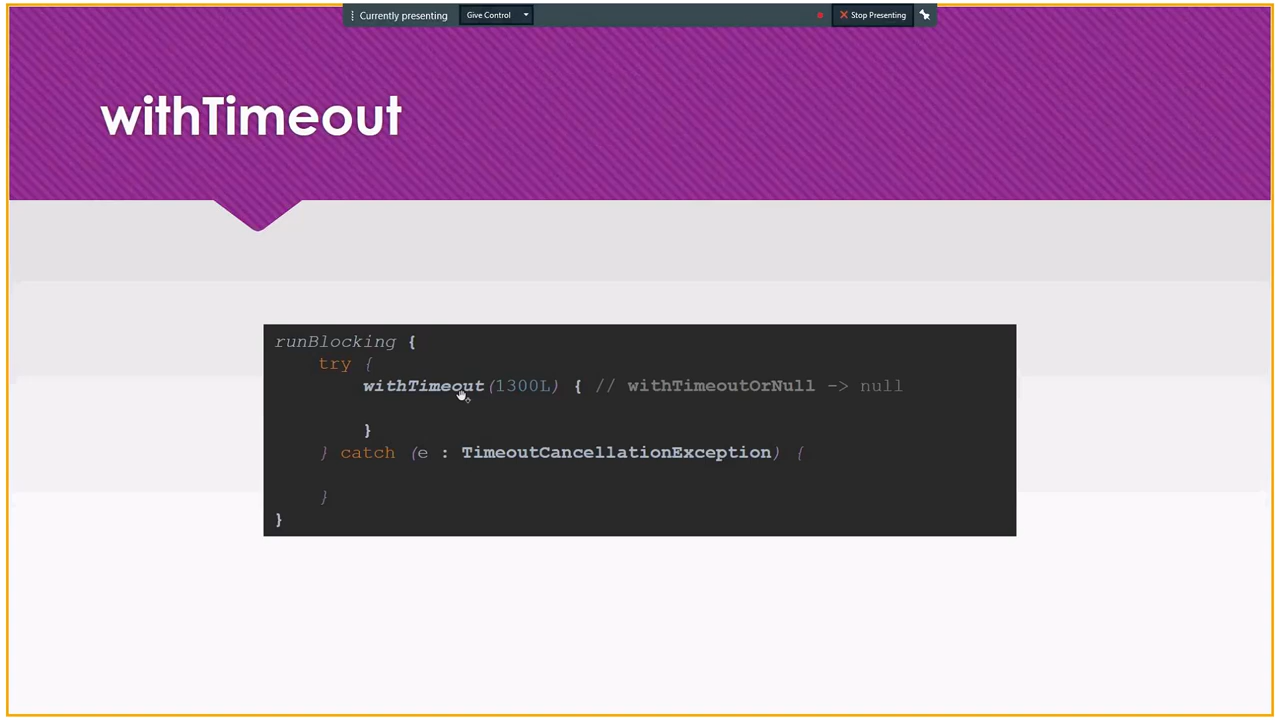 Currently presenting
Give Control
Stop Presenting
withTimeout
runBlocking {
try {
withTimeout(1300L) { // withTimeoutOrNull -> null
}
} catch (e : TimeoutCancellationException) {
}
}